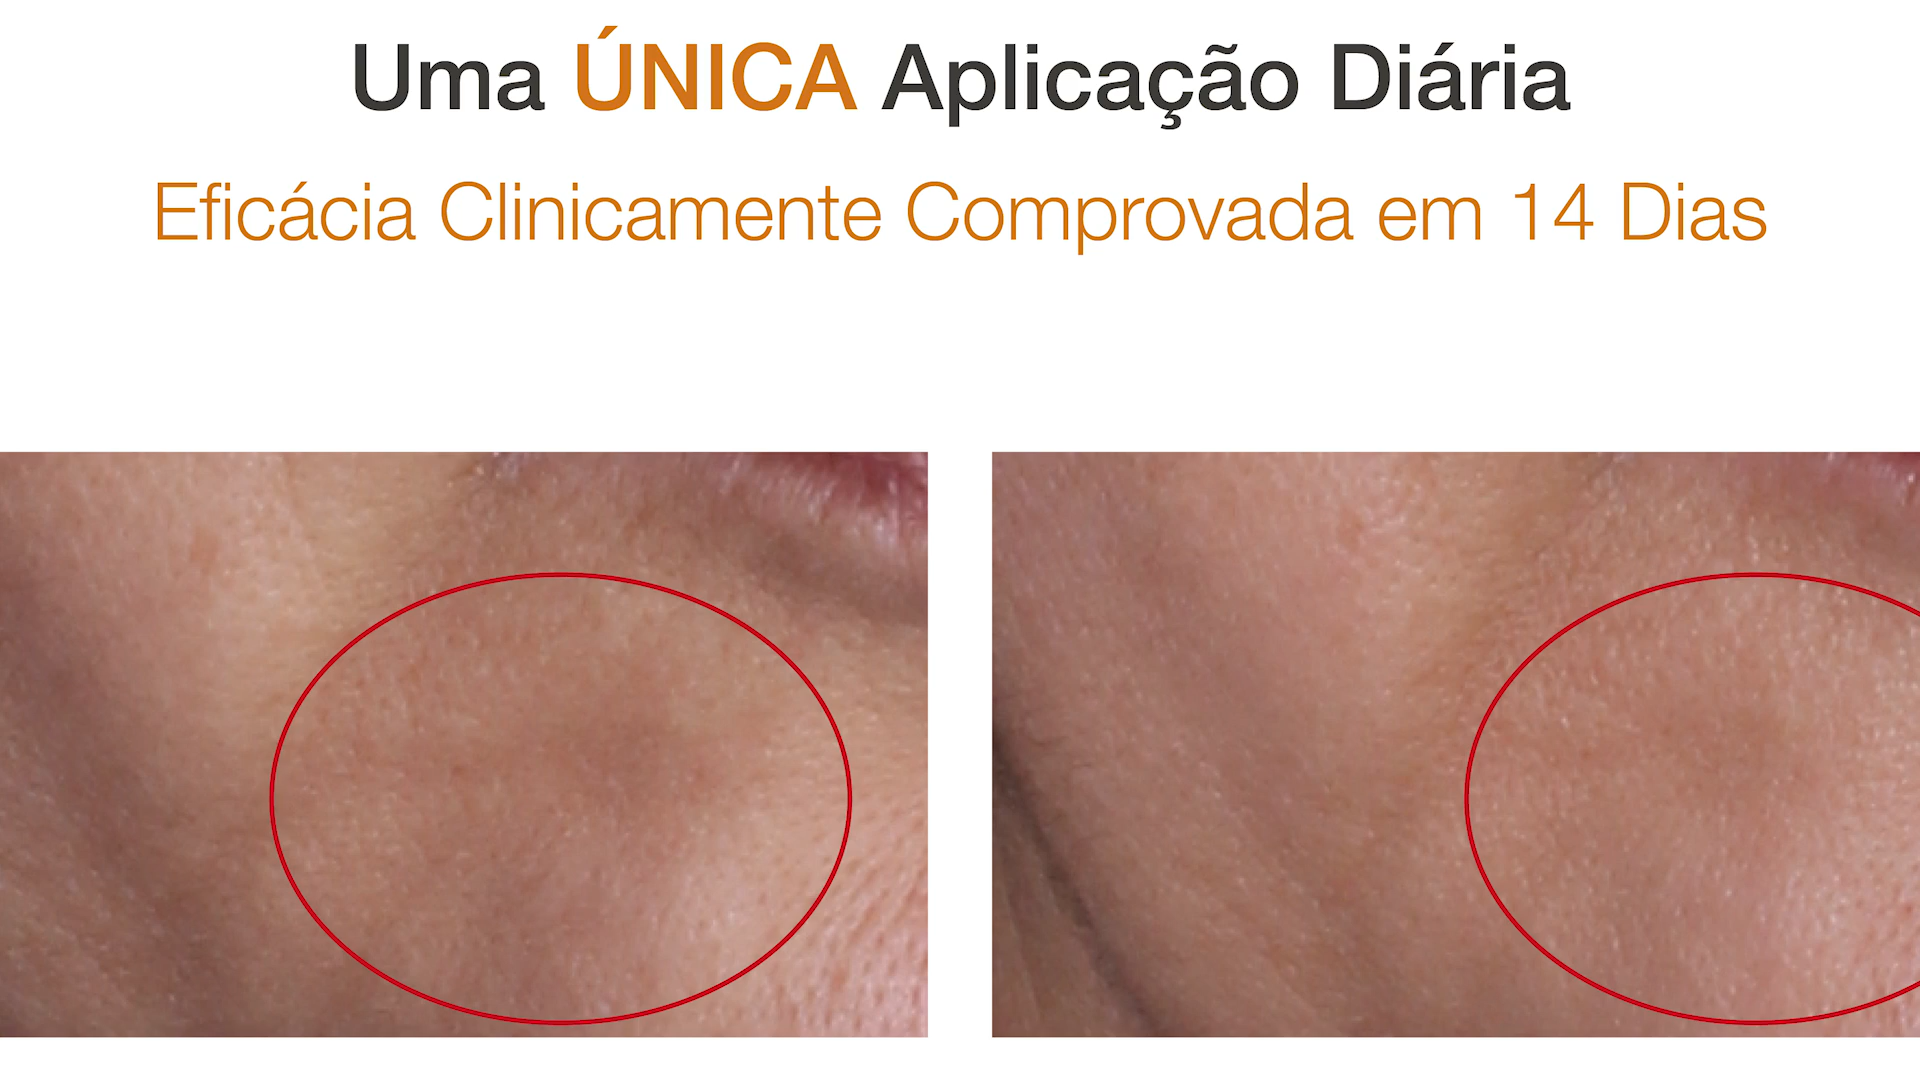 Uma ÚNICA Aplicação Diária
Eficácia Clinicamente Comprovada em 14 Dias